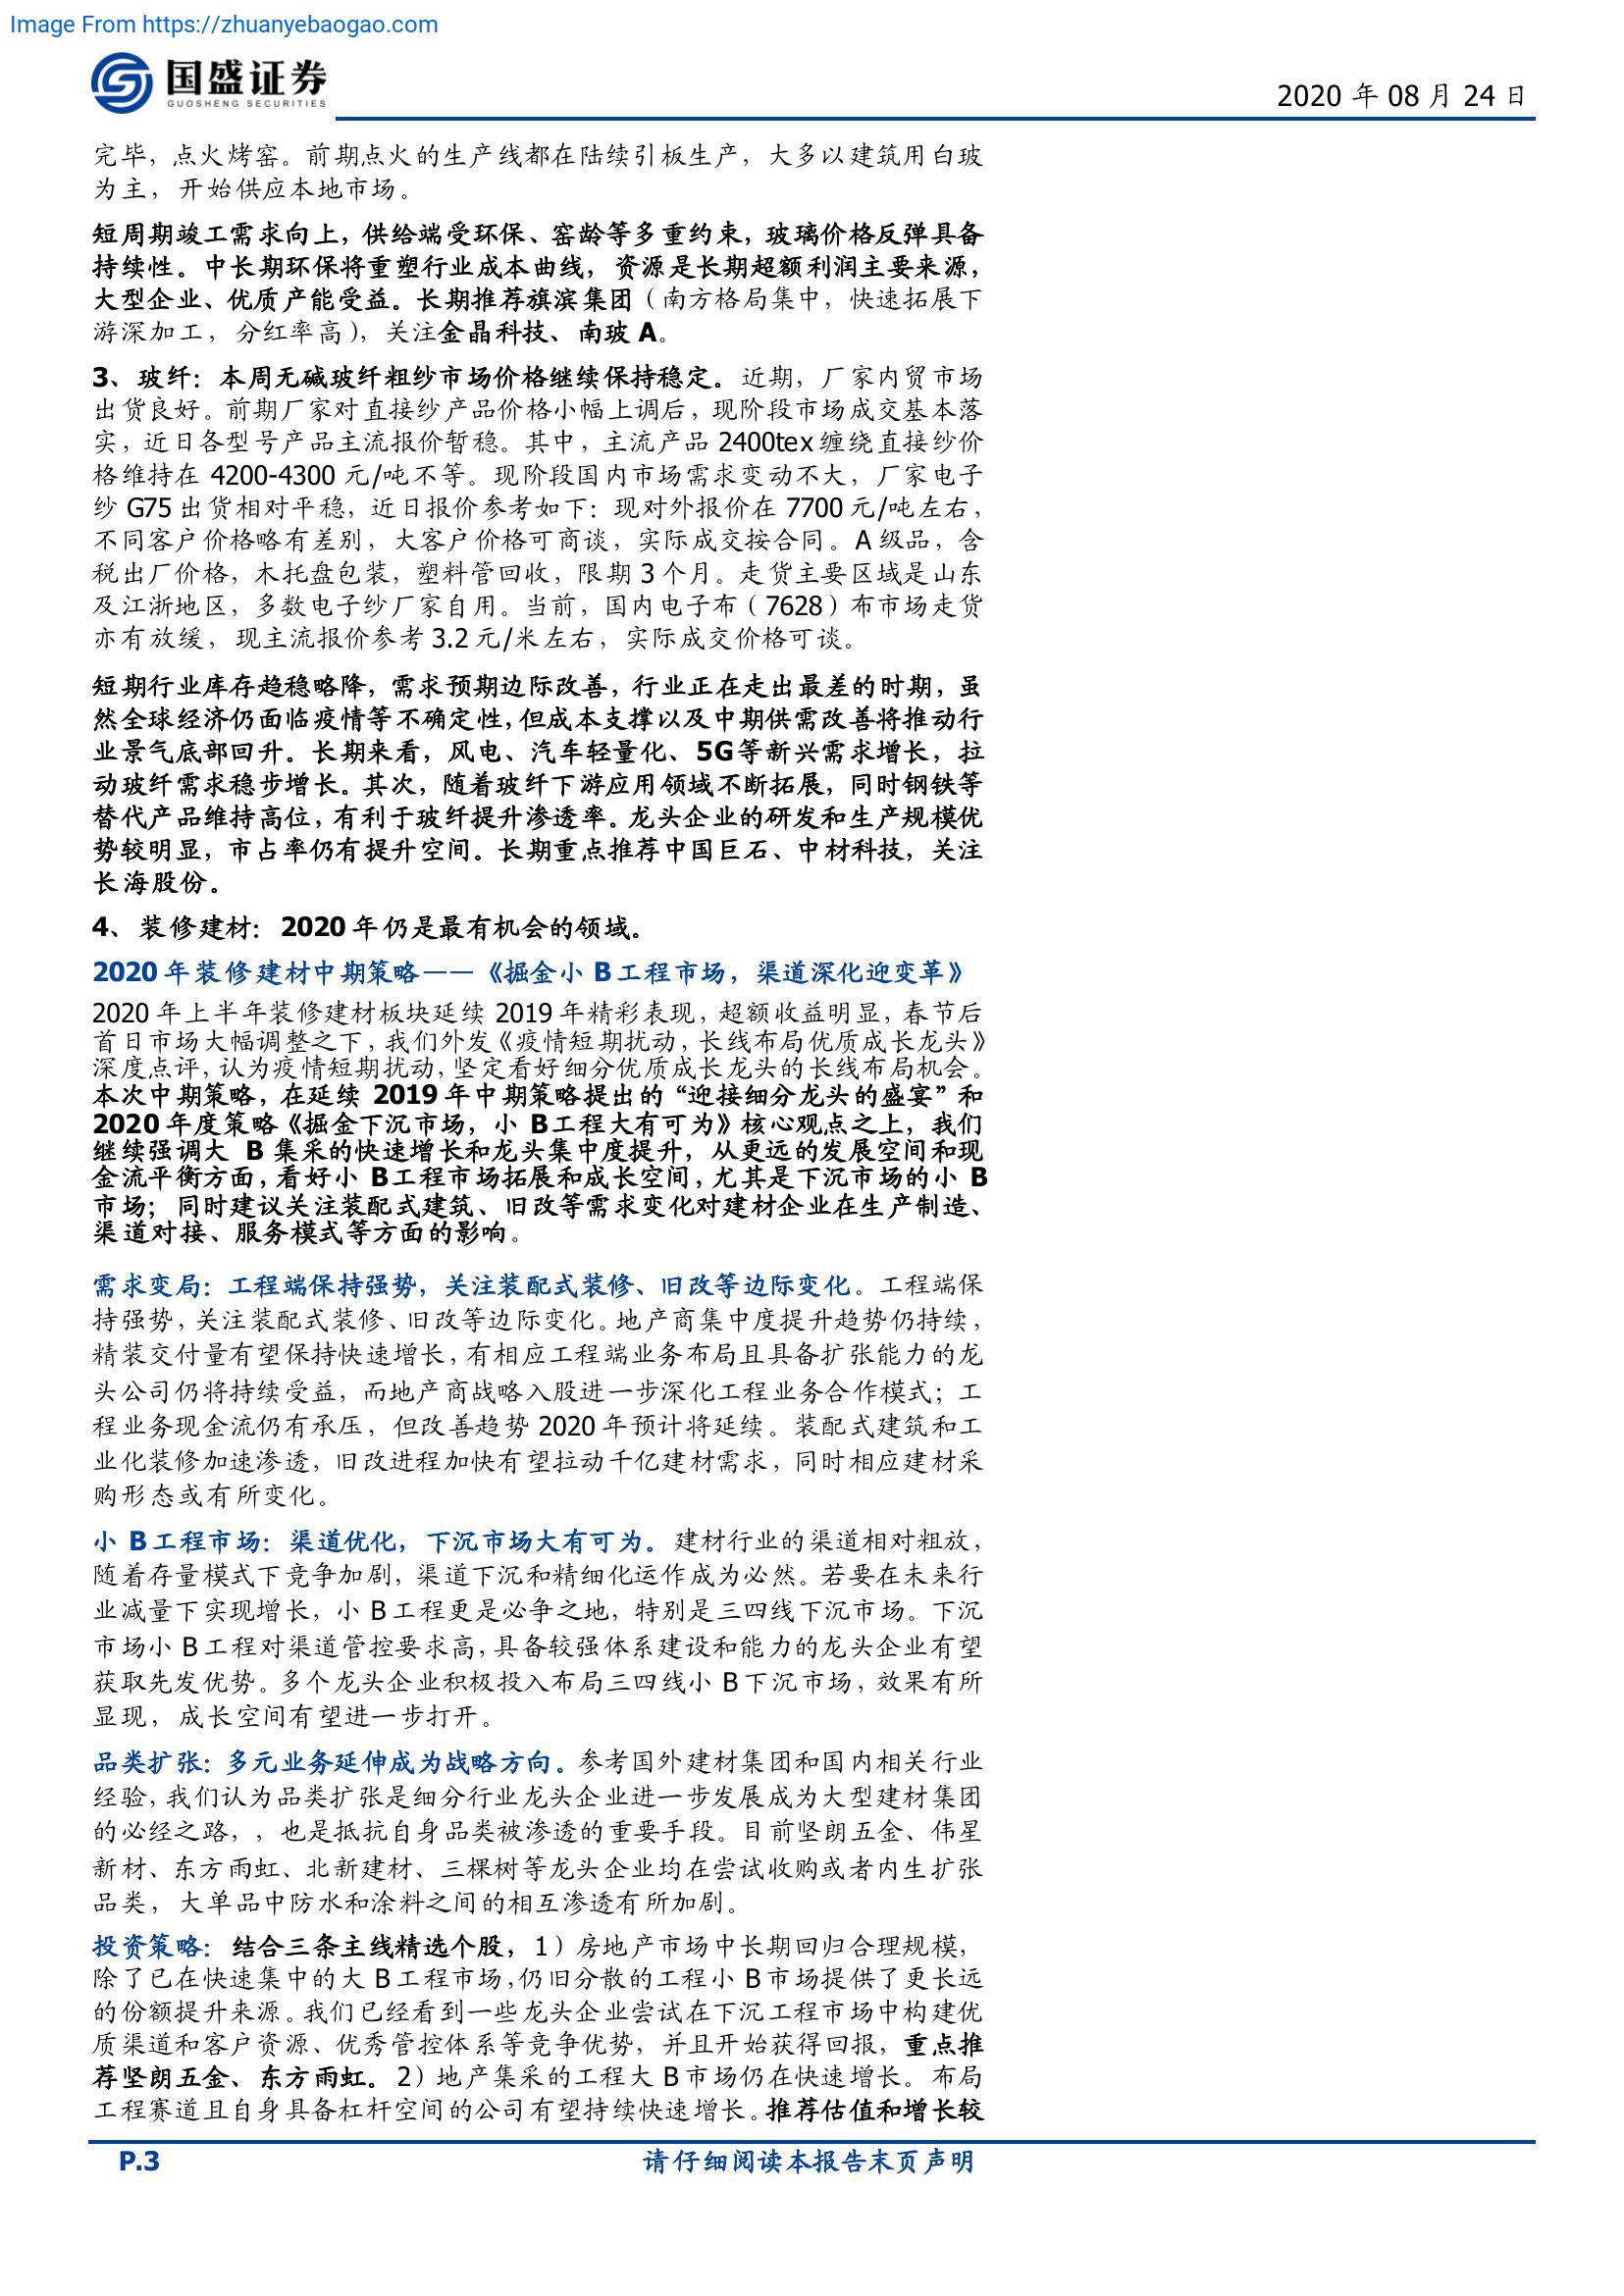 Image From https://zhuanyebaogao.com
国盛证券
GUOSHENG SECURITIES
2020 年 08 月 24 日
完毕，点火烤窑。前期点火的生产线都在陆续引板生产，大多以建筑用白玻
为主，开始供应本地市场。
短周期竣工需求向上，供给端受环保、窑龄等多重约束，玻璃价格反弹具备
持续性。中长期环保将重塑行业成本曲线，资源是长期超额利润主要来源，
大型企业、优质产能受益。长期推荐旗滨集团（南方格局集中，快速拓展下
游深加工，分红率高），关注金晶科技、南玻 A。
3、玻纤：本周无碱玻纤粗纱市场价格继续保持稳定。近期，厂家内贸市场
出货良好。前期厂家对直接纱产品价格小幅上调后，现阶段市场成交基本落
实，近日各型号产品主流报价暂稳。其中，主流产品 2400tex 缠绕直接纱价
格维持在 4200-4300 元/吨不等。现阶段国内市场需求变动不大，厂家电子
纱 G75 出货相对平稳，近日报价参考如下：现对外报价在 7700 元/吨左右，
不同客户价格略有差别，大客户价格可商谈，实际成交按合同。A 级品，含
税出厂价格，木托盘包装，塑料管回收，限期 3 个月。走货主要区域是山东
及江浙地区，多数电子纱厂家自用。当前，国内电子布（7628）布市场走货
亦有放缓，现主流报价参考 3.2 元/米左右，实际成交价格可谈。
短期行业库存趋稳略降，需求预期边际改善，行业正在走出最差的时期，虽
然全球经济仍面临疫情等不确定性，但成本支撑以及中期供需改善将推动行
业景气底部回升。长期来看，风电、汽车轻量化、5G 等新兴需求增长，拉
动玻纤需求稳步增长。其次，随着玻纤下游应用领域不断拓展，同时钢铁等
替代产品维持高位，有利于玻纤提升渗透率。龙头企业的研发和生产规模优
势较明显，市占率仍有提升空间。长期重点推荐中国巨石、中材科技，关注
长海股份。
4、装修建材：2020 年仍是最有机会的领域。
2020 年装修建材中期策略——《掘金小 B 工程市场，渠道深化迎变革》
2020 年上半年装修建材板块延续 2019 年精彩表现，超额收益明显，春节后
首日市场大幅调整之下，我们外发《疫情短期扰动，长线布局优质成长龙头》
深度点评，认为疫情短期扰动，坚定看好细分优质成长龙头的长线布局机会。
本次中期策略，在延续 2019 年中期策略提出的“迎接细分龙头的盛宴”和
2020 年度策略《掘金下沉市场，小 B工程大有可为》核心观点之上，我们
继续强调大 B 集采的快速增长和龙头集中度提升，从更远的发展空间和现
金流平衡方面，看好小 B工程市场拓展和成长空间，尤其是下沉市场的小 B
市场；同时建议关注装配式建筑、旧改等需求变化对建材企业在生产制造、
渠道对接、服务模式等方面的影响。
需求变局：工程端保持强势，关注装配式装修、旧改等边际变化。工程端保
持强势，关注装配式装修、旧改等边际变化。地产商集中度提升趋势仍持续，
精装交付量有望保持快速增长，有相应工程端业务布局且具备扩张能力的龙
头公司仍将持续受益，而地产商战略入股进一步深化工程业务合作模式；工
程业务现金流仍有承压，但改善趋势 2020 年预计将延续。装配式建筑和工
业化装修加速渗透，旧改进程加快有望拉动千亿建材需求，同时相应建材采
购形态或有所变化。
小 B 工程市场：渠道优化，下沉市场大有可为。建材行业的渠道相对粗放，
随着存量模式下竞争加剧，渠道下沉和精细化运作成为必然。若要在未来行
业减量下实现增长，小 B 工程更是必争之地，特别是三四线下沉市场。下沉
市场小 B 工程对渠道管控要求高，具备较强体系建设和能力的龙头企业有望
获取先发优势。多个龙头企业积极投入布局三四线小 B 下沉市场，效果有所
显现，成长空间有望进一步打开。
品类扩张：多元业务延伸成为战略方向。参考国外建材集团和国内相关行业
经验，我们认为品类扩张是细分行业龙头企业进一步发展成为大型建材集团
的必经之路，，也是抵抗自身品类被渗透的重要手段。目前坚朗五金、伟星
新材、东方雨虹、北新建材、三棵树等龙头企业均在尝试收购或者内生扩张
品类，大单品中防水和涂料之间的相互渗透有所加剧。
投资策略：结合三条主线精选个股，1）房地产市场中长期回归合理规模，
除了已在快速集中的大 B 工程市场，仍旧分散的工程小 B 市场提供了更长远
的份额提升来源。我们已经看到一些龙头企业尝试在下沉工程市场中构建优
质渠道和客户资源、优秀管控体系等竞争优势，并且开始获得回报，重点推
荐坚朗五金、东方雨虹。2）地产集采的工程大 B 市场仍在快速增长。布局
工程赛道且自身具备杠杆空间的公司有望持续快速增长。推荐估值和增长较
P.3
请仔细阅读本报告末页声明